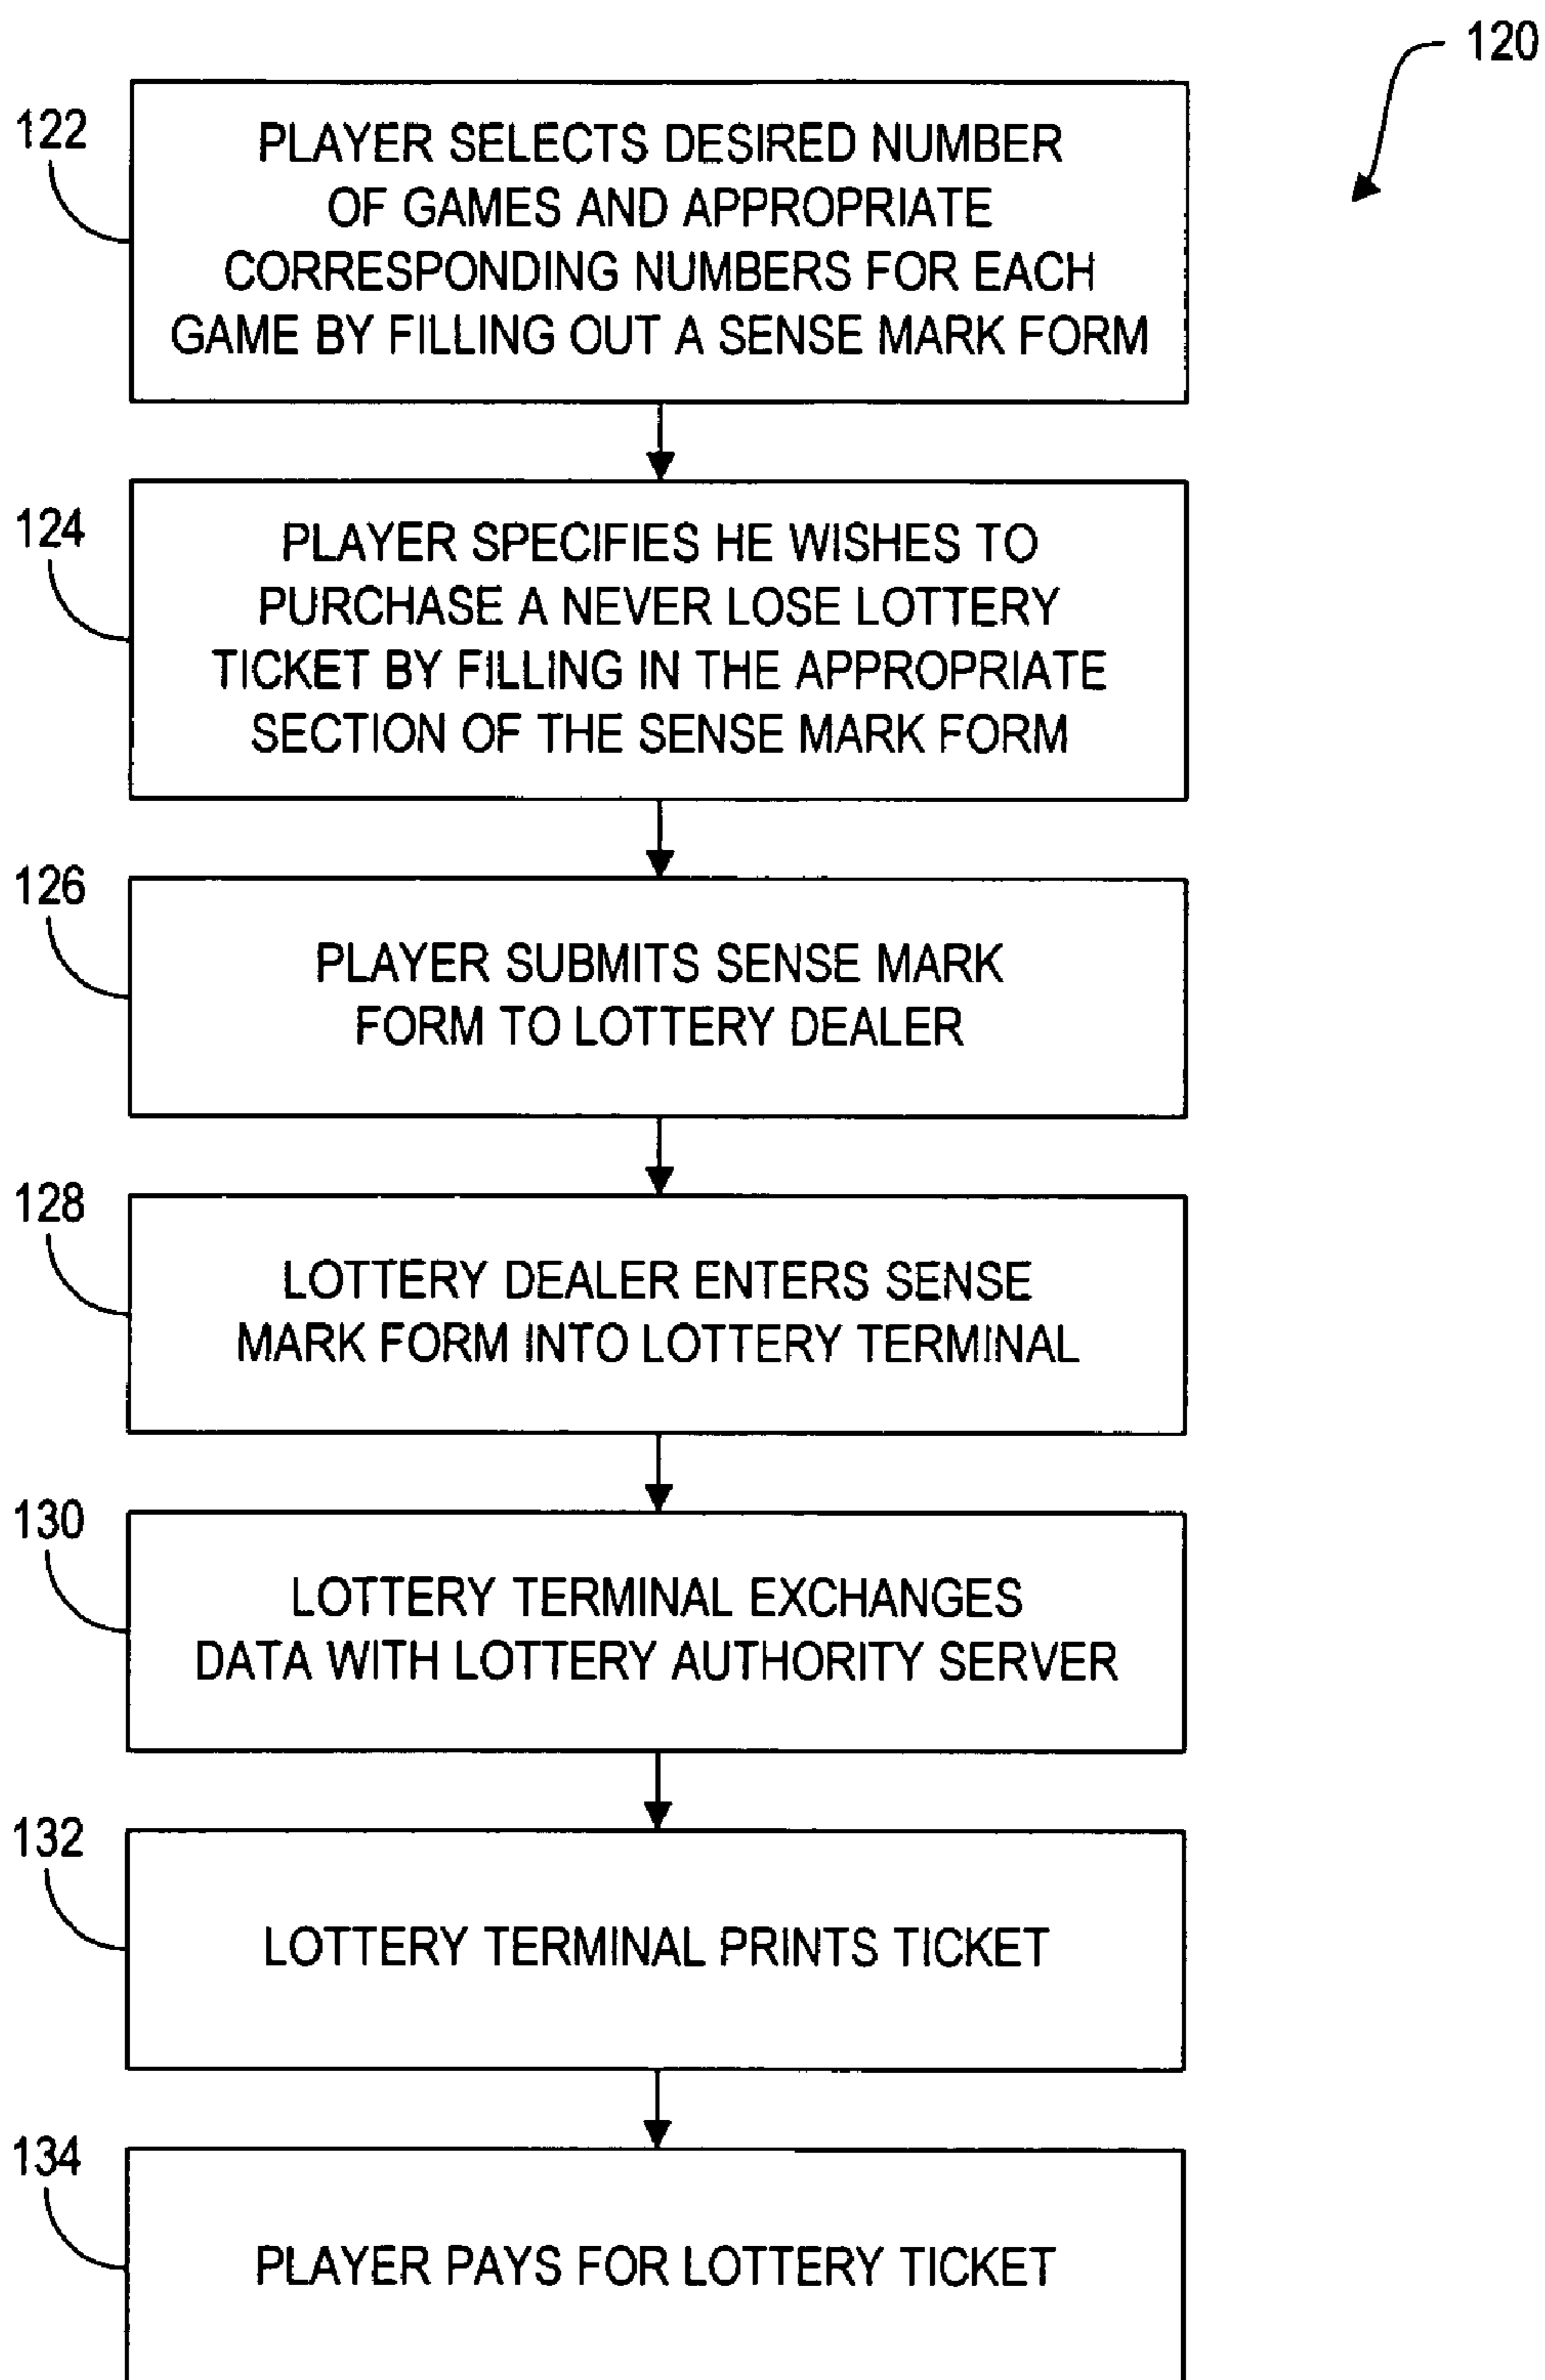 120
122
PLAYER SELECTS DESIRED NUMBER
OF GAMES AND APPROPRIATE
CORRESPONDING NUMBERS FOR EACH
GAME BY FILLING OUT A SENSE MARK FORM
124
PLAYER SPECIFIES HE WISHES TO
PURCHASE A NEVER LOSE LOTTERY
TICKET BY FILLING IN THE APPROPRIATE
SECTION OF THE SENSE MARK FORM
126
PLAYER SUBMITS SENSE MARK
FORM TO LOTTERY DEALER
128
LOTTERY DEALER ENTERS SENSE
MARK FORM INTO LOTTERY TERMINAL
130
LOTTERY TERMINAL EXCHANGES
DATA WITH LOTTERY AUTHORITY SERVER
132
LOTTERY TERMINAL PRINTS TICKET
134
PLAYER PAYS FOR LOTTERY TICKET